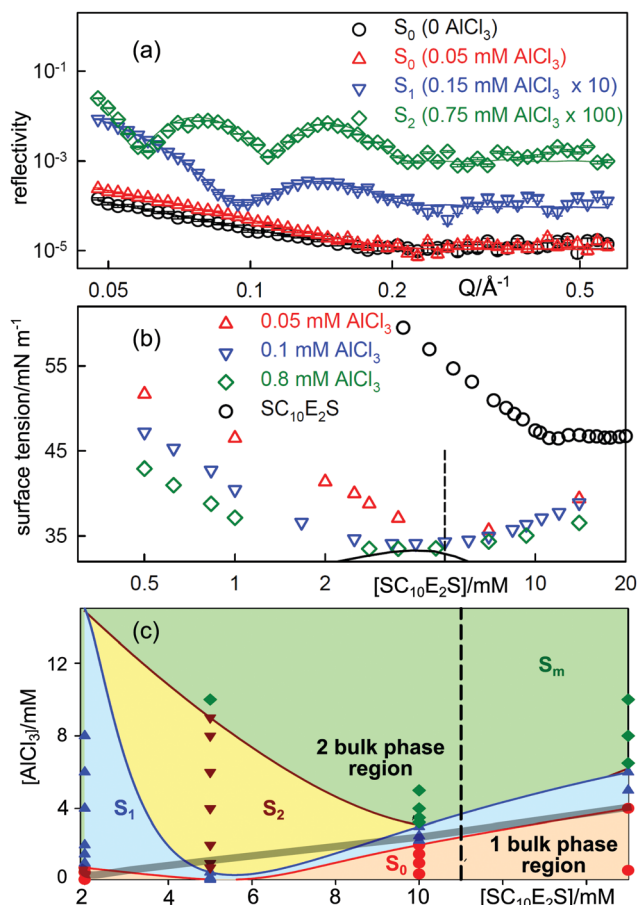 (a)
S₀ (0 AlCl₃)
S₀ (0.05 mM AlCl₃)
S₁ (0.15 mM AlCl₃ x 10)
S₂ (0.75 mM AlCl₃ x 100)
reflectivity
10⁻¹
10⁻³
10⁻⁵
0.05 0.1 0.2 Q/Å⁻¹ 0.5
(b)
0.05 mM AlCl₃
0.1 mM AlCl₃
0.8 mM AlCl₃
SC₁₀E₂S
surface tension/mN m⁻¹
55
45
35
0.5 1 2 [SC₁₀E₂S]/mM 10 20
(c)
[AlCl₃]/mM
12
8
4
0
Sₘ
2 bulk phase
region
S₁
S₂
S₀
1 bulk phase
region
2 4 6 8 10 [SC₁₀E₂S]/mM